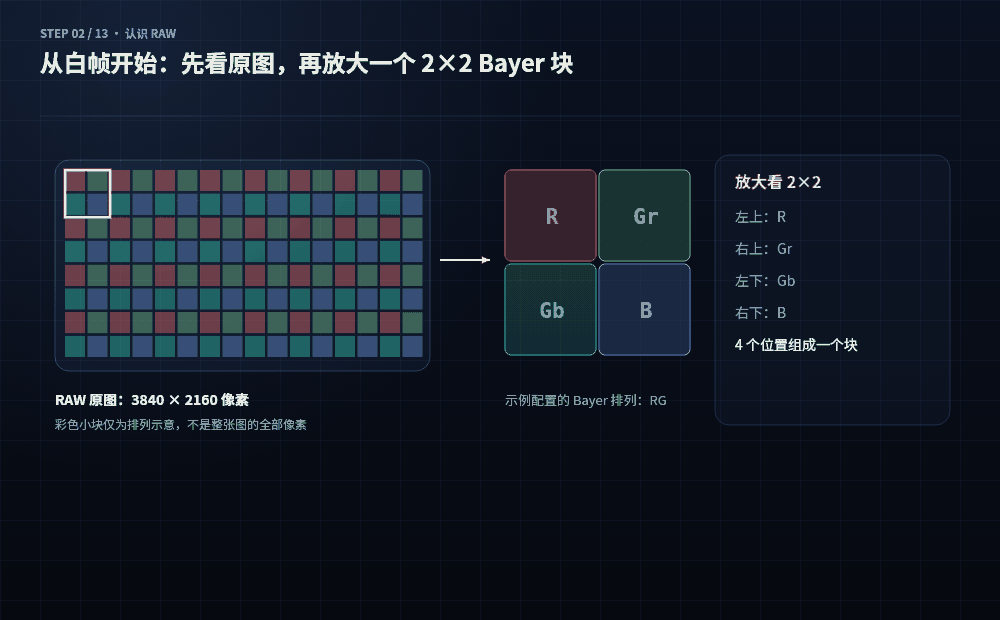 STEP 02 / 13 · 认识 RAW
从白帧开始：先看原图，再放大一个 2×2 Bayer 块
R
Gr
Gb
B
RAW 原图：3840 × 2160 像素
彩色小块仅为排列示意，不是整张图的全部像素
示例配置的 Bayer 排列：RG
放大看 2×2
左上：R
右上：Gr
左下：Gb
右下：B
4 个位置组成一个块